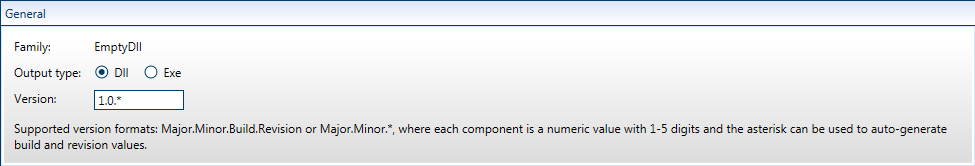 General
Family: EmptyDll
Output type: Dll Exe
Version: 1.0.*
Supported version formats: Major.Minor.Build.Revision or Major.Minor.*, where each component is a numeric value with 1-5 digits and the asterisk can be used to auto-generate
build and revision values.